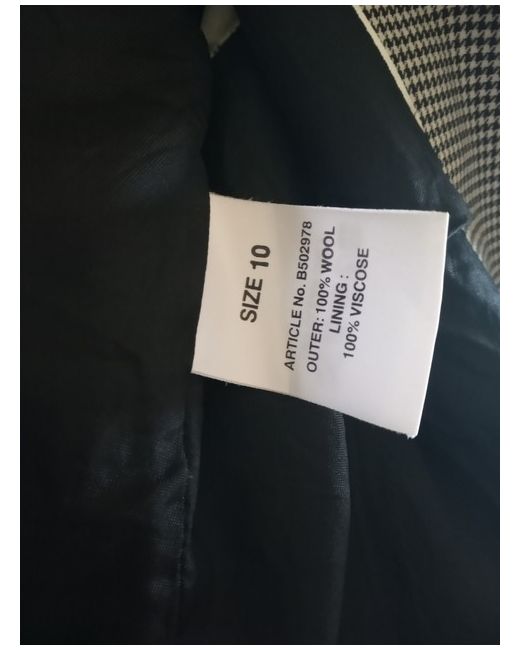 SIZE 10
ARTICLE No. B502978
OUTER: 100% WOOL
LINING :
100% VISCOSE